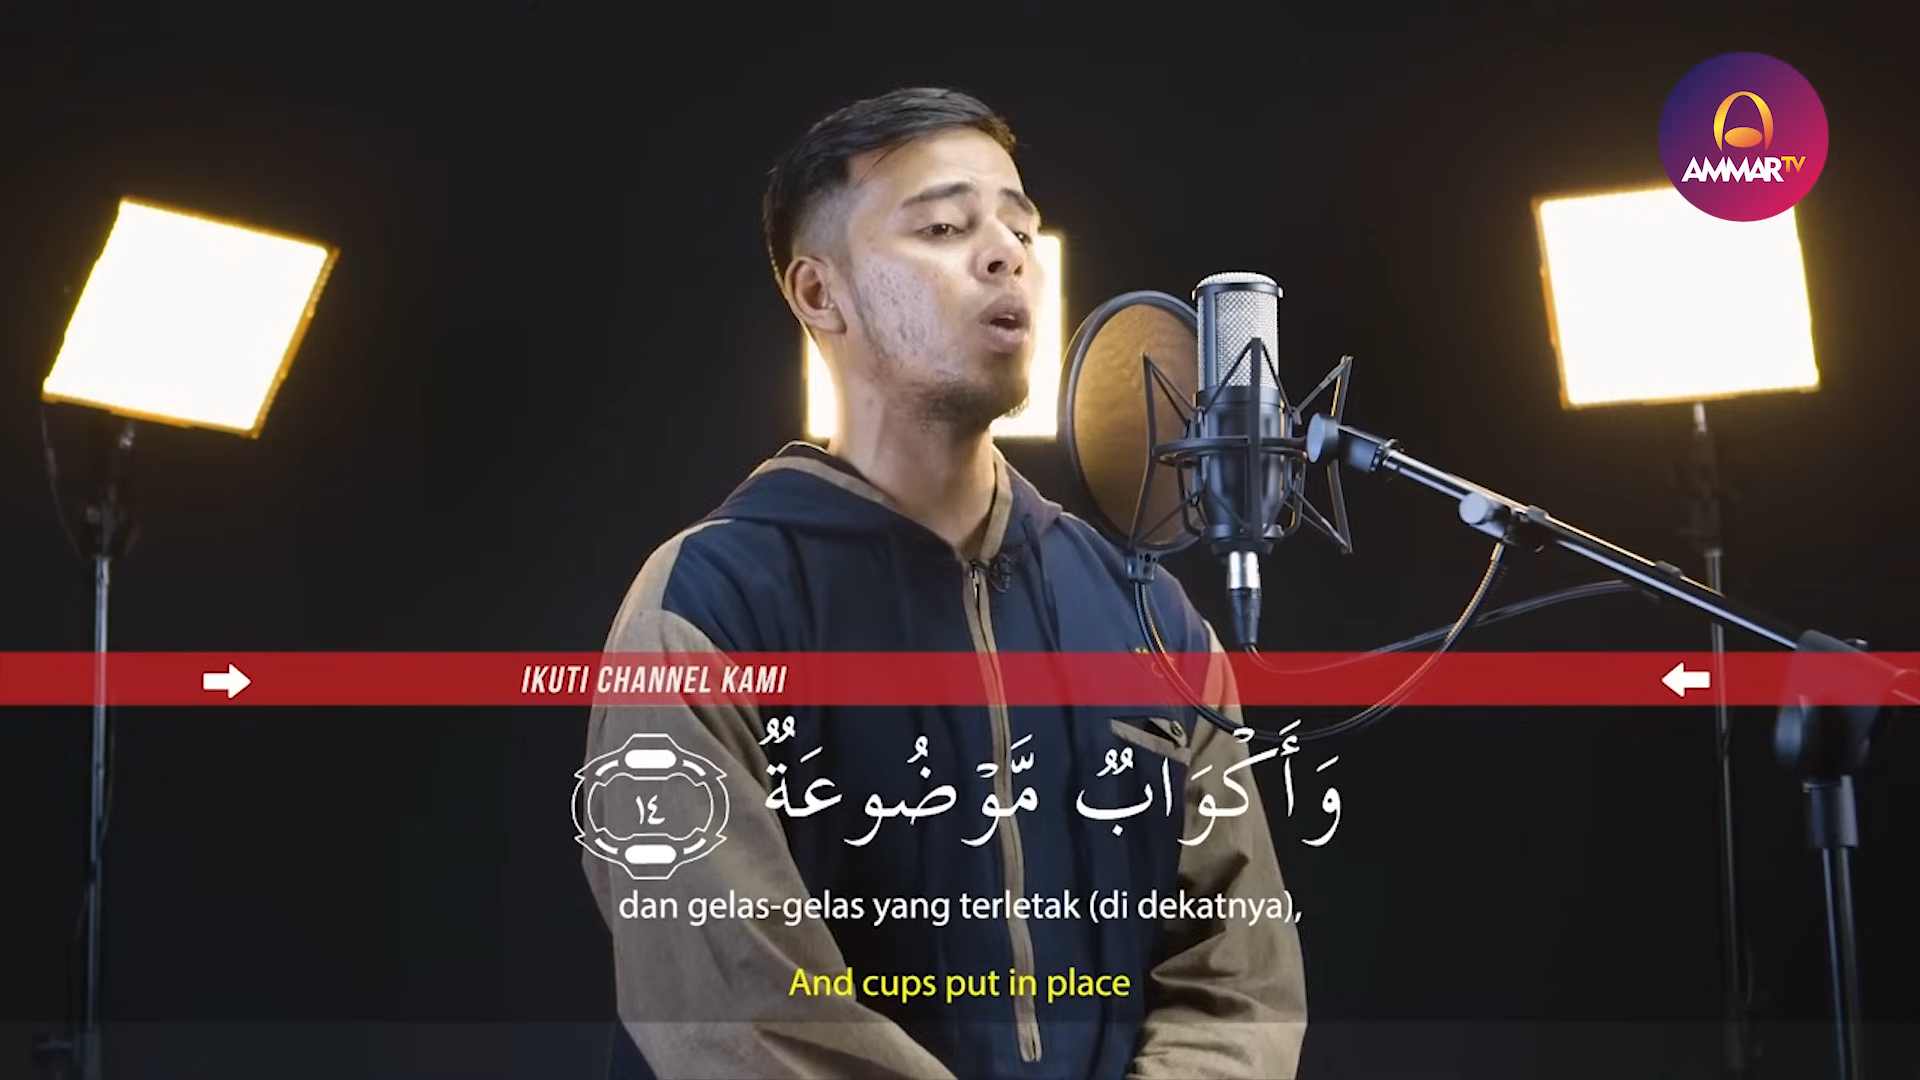 AMMARTV
IKUTI CHANNEL KAMI
وَأَكْوَابٌ مَّوْضُوعَةٌ ١٤
dan gelas-gelas yang terletak (di dekatnya),
And cups put in place